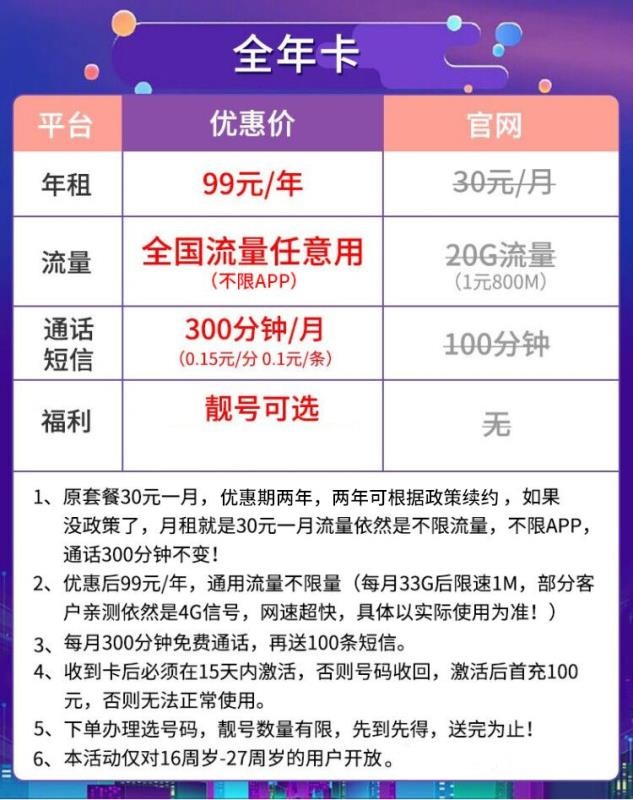 全年卡
平台 优惠价 官网
年租 99元/年 30元/月
流量 全国流量任意用 20G流量
(不限APP) (1元800M)
通话 300分钟/月 100分钟
短信 (0.15元/分 0.1元/条)
福利 靓号可选 无
1、原套餐30元一月，优惠期两年，两年可根据政策续约，如果
没政策了，月租就是30元一月流量依然是不限流量，不限APP，
通话300分钟不变！
2、优惠后99元/年，通用流量不限量（每月33G后限速1M，部分客
户亲测依然是4G信号，网速超快，具体以实际使用为准！）
3、每月300分钟免费通话，再送100条短信。
4、收到卡后必须在15天内激活，否则号码收回，激活后首充100
元，否则无法正常使用。
5、下单办理选号码，靓号数量有限，先到先得，送完为止！
6、本活动仅对16周岁-27周岁的用户开放。